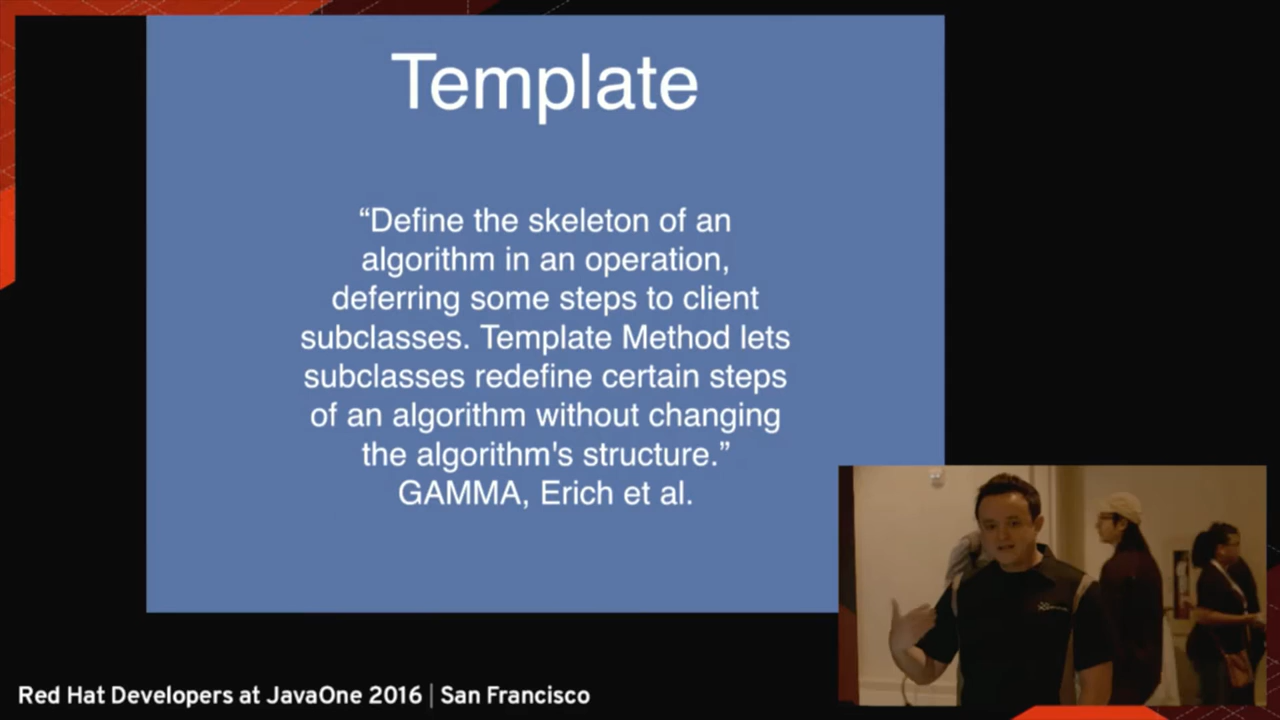 Template
“Define the skeleton of an
algorithm in an operation,
deferring some steps to client
subclasses. Template Method lets
subclasses redefine certain steps
of an algorithm without changing
the algorithm's structure.”
GAMMA, Erich et al.
Red Hat Developers at JavaOne 2016 | San Francisco